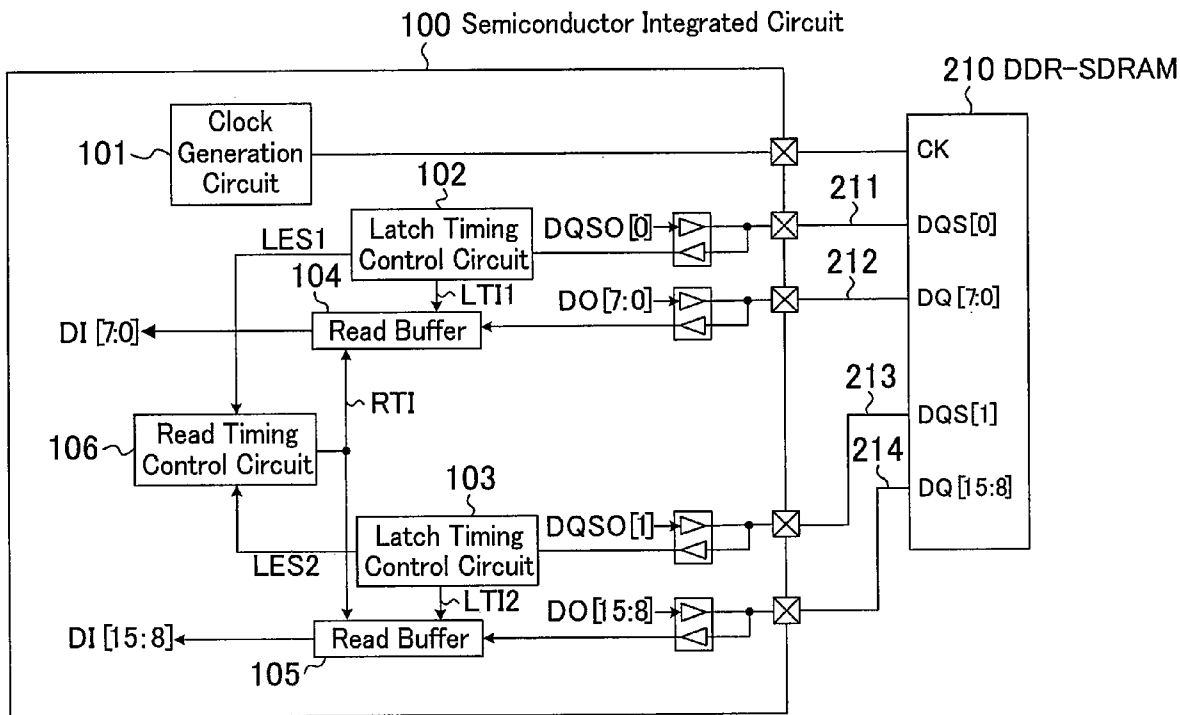 100 Semiconductor Integrated Circuit
210 DDR-SDRAM
101
Clock
Generation
Circuit
CK
102
211
Latch Timing
Control Circuit
DQSO[0]
DQS[0]
LES1
104
LTI1
212
DO[7:0]
DQ[7:0]
Read Buffer
DI[7:0]
RTI
213
106
Read Timing
Control Circuit
DQS[1]
214
103
DQ[15:8]
Latch Timing
Control Circuit
DQSO[1]
LES2
LTI2
DO[15:8]
Read Buffer
DI[15:8]
105